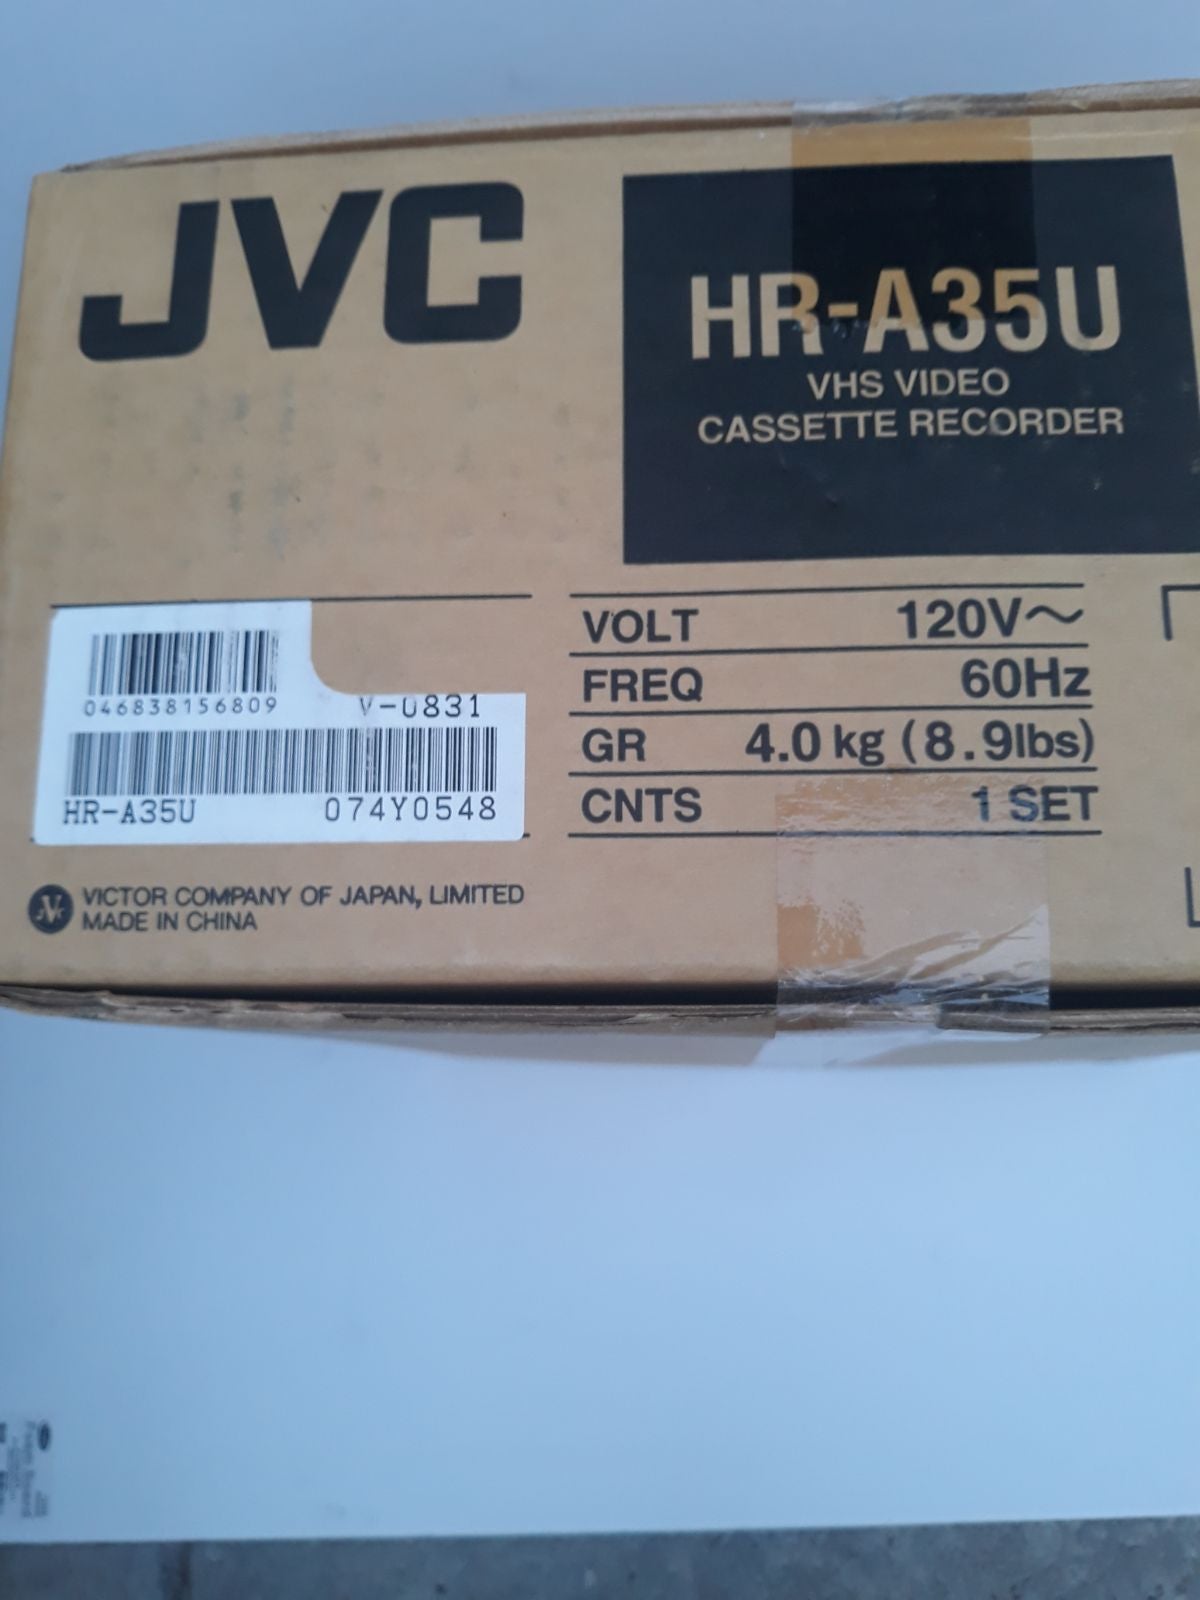 JVC
HR-A35U
VHS VIDEO
CASSETTE RECORDER
VOLT 120V~
FREQ 60Hz
GR 4.0 kg (8.9lbs)
CNTS 1 SET
046838156809 V-0831
HR-A35U 074Y0548
JVC
VICTOR COMPANY OF JAPAN, LIMITED
MADE IN CHINA